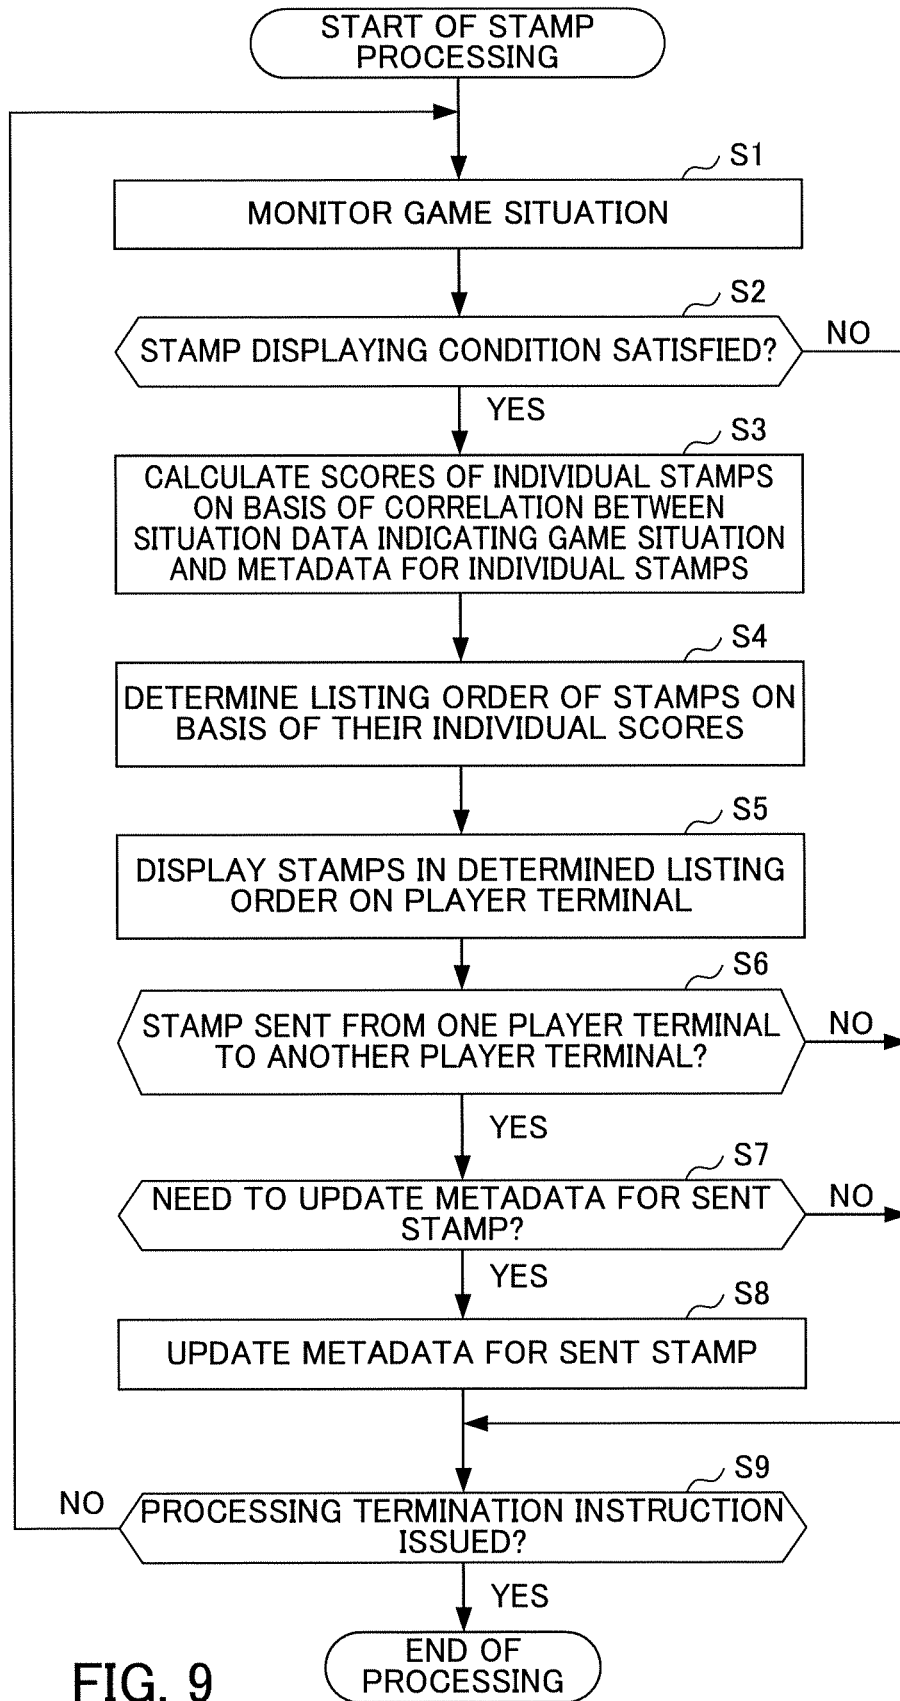 START OF STAMP
PROCESSING
S1
MONITOR GAME SITUATION
S2
STAMP DISPLAYING CONDITION SATISFIED?
NO
YES
S3
CALCULATE SCORES OF INDIVIDUAL STAMPS
ON BASIS OF CORRELATION BETWEEN
SITUATION DATA INDICATING GAME SITUATION
AND METADATA FOR INDIVIDUAL STAMPS
S4
DETERMINE LISTING ORDER OF STAMPS ON
BASIS OF THEIR INDIVIDUAL SCORES
S5
DISPLAY STAMPS IN DETERMINED LISTING
ORDER ON PLAYER TERMINAL
S6
STAMP SENT FROM ONE PLAYER TERMINAL
TO ANOTHER PLAYER TERMINAL?
NO
YES
S7
NEED TO UPDATE METADATA FOR SENT
STAMP?
NO
YES
S8
UPDATE METADATA FOR SENT STAMP
S9
PROCESSING TERMINATION INSTRUCTION
ISSUED?
NO
YES
END OF
PROCESSING
FIG. 9